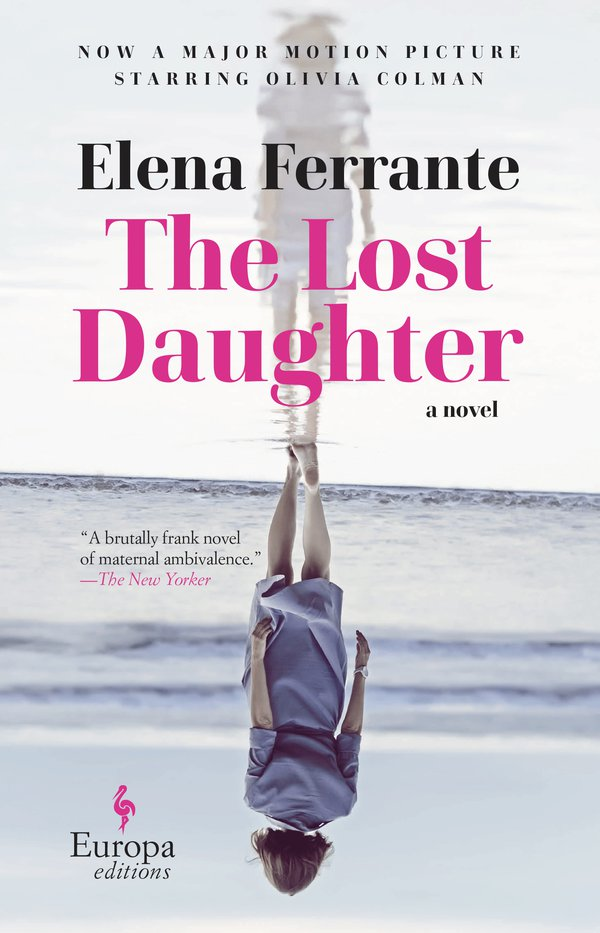 NOW A MAJOR MOTION PICTURE
STARRING OLIVIA COLMAN
Elena Ferrante
The Lost
Daughter
a novel
“A brutally frank novel
of maternal ambivalence.”
—The New Yorker
Europa
editions